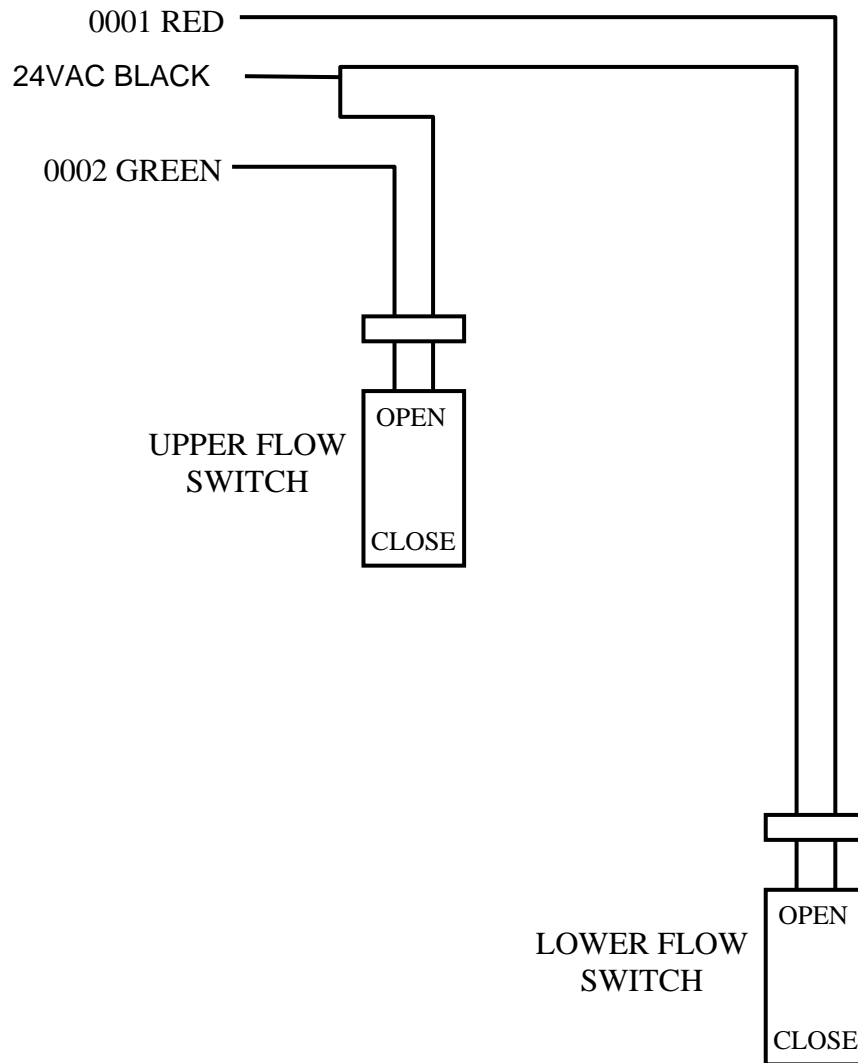 0001 RED
24VAC BLACK
0002 GREEN
OPEN
UPPER FLOW
SWITCH
CLOSE
OPEN
LOWER FLOW
SWITCH
CLOSE